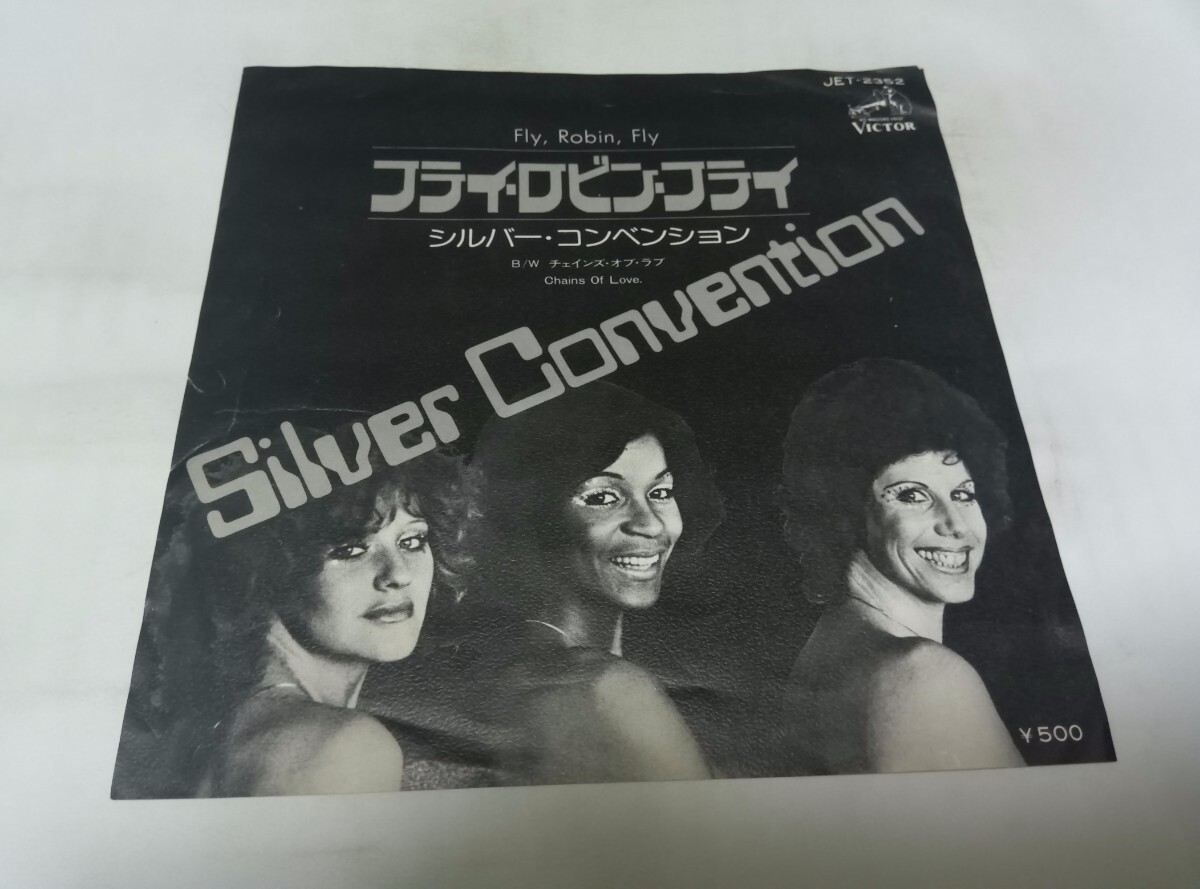 JET-2352
VICTOR
Fly, Robin, Fly
フライ・ロビン・フライ
シルバー・コンベンション
B/W チェインズ・オブ・ラブ
Chains Of Love.
Silver Convention
¥500